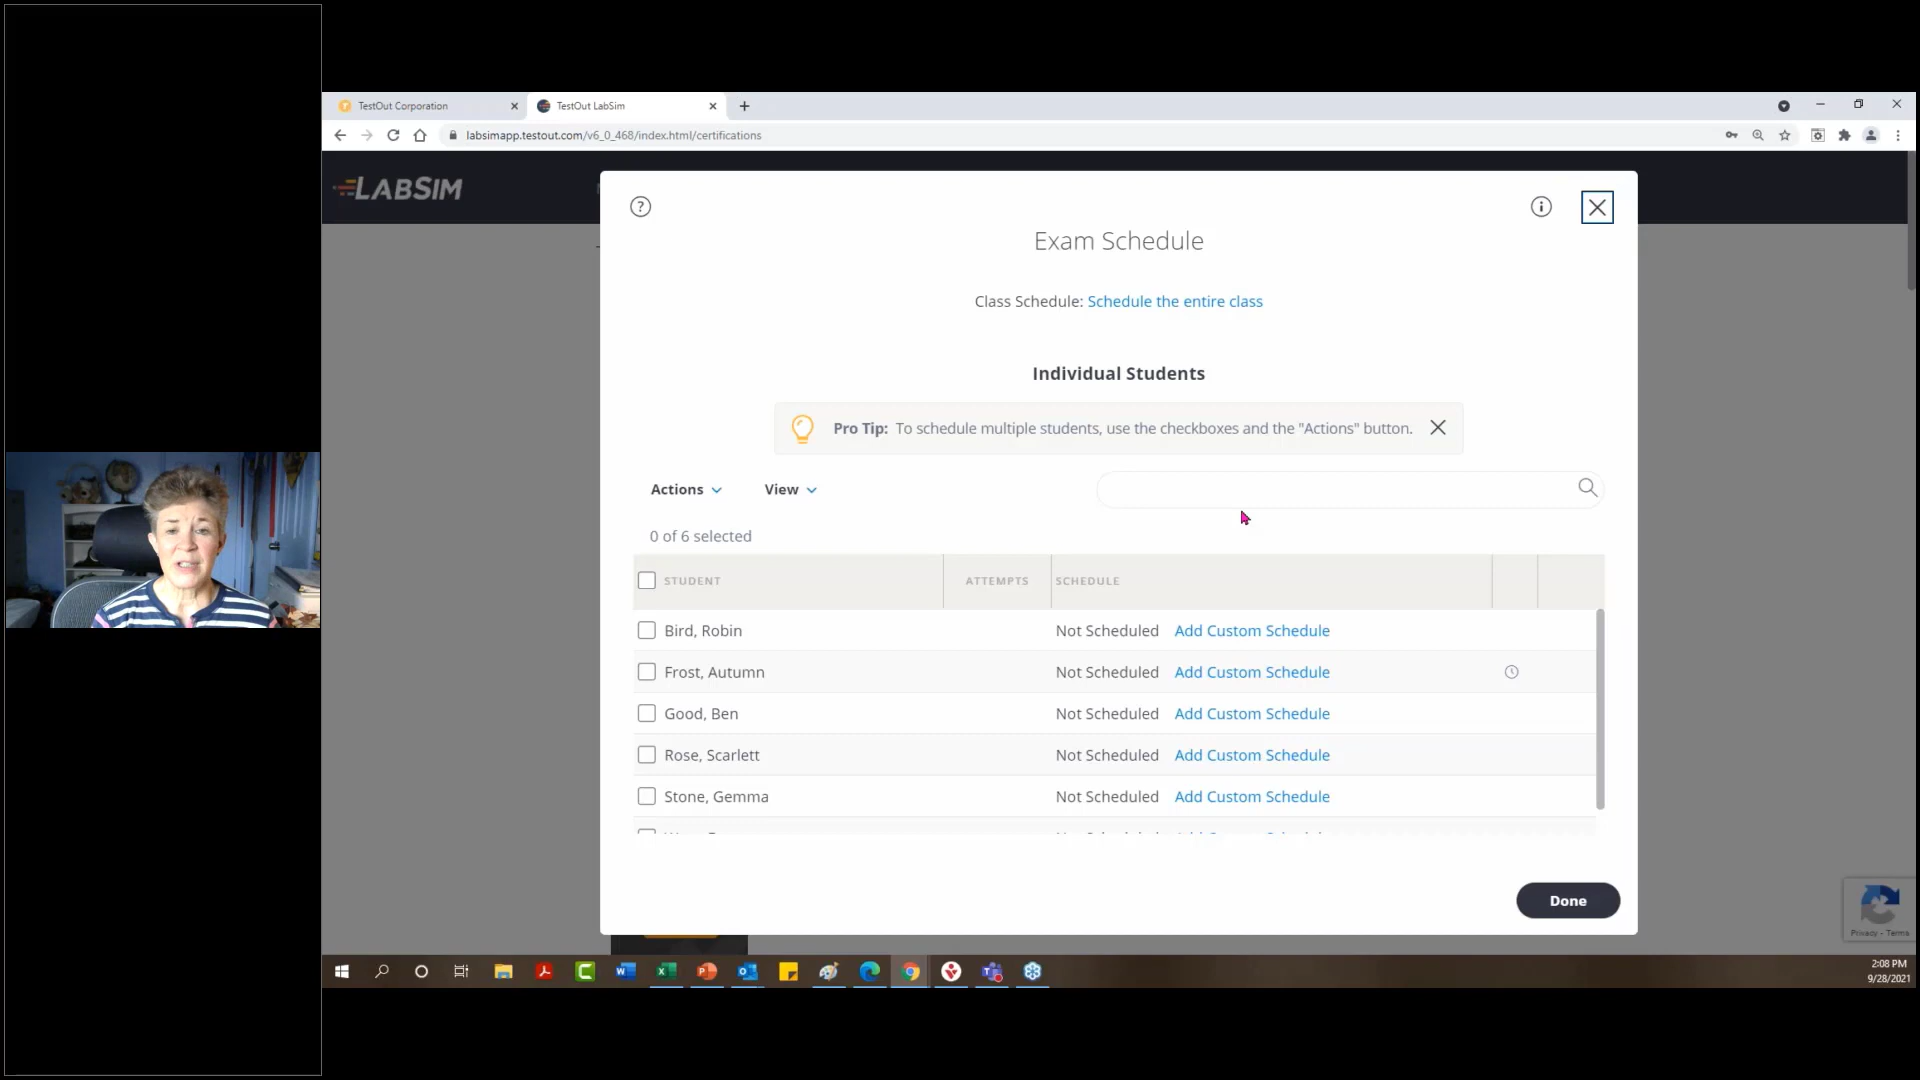 TestOut Corporation
TestOut LabSim
labsimapp.testout.com/v6_0_468/index.html/certifications
LABSIM
Exam Schedule
Class Schedule: Schedule the entire class
Individual Students
Pro Tip: To schedule multiple students, use the checkboxes and the "Actions" button.
Actions
View
0 of 6 selected
STUDENT ATTEMPTS SCHEDULE
Bird, Robin Not Scheduled Add Custom Schedule
Frost, Autumn Not Scheduled Add Custom Schedule
Good, Ben Not Scheduled Add Custom Schedule
Rose, Scarlett Not Scheduled Add Custom Schedule
Stone, Gemma Not Scheduled Add Custom Schedule
Done
Privacy - Terms
2:08 PM
9/28/2021